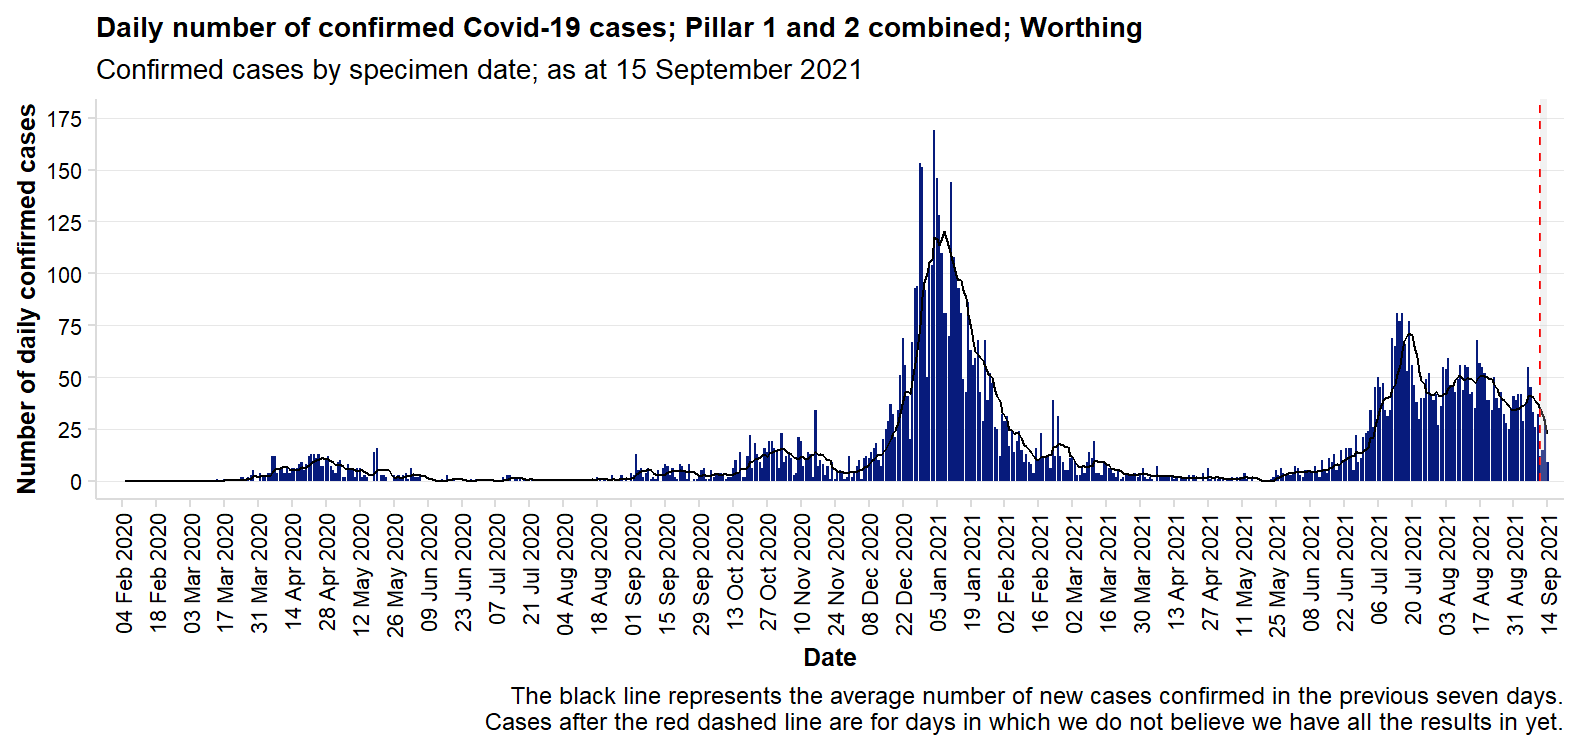 Daily number of confirmed Covid-19 cases; Pillar 1 and 2 combined; Worthing
Confirmed cases by specimen date; as at 15 September 2021
Number of daily confirmed cases
175
150
125
100
75
50
25
0
04 Feb 2020
18 Feb 2020
03 Mar 2020
17 Mar 2020
31 Mar 2020
14 Apr 2020
28 Apr 2020
12 May 2020
26 May 2020
09 Jun 2020
23 Jun 2020
07 Jul 2020
21 Jul 2020
04 Aug 2020
18 Aug 2020
01 Sep 2020
15 Sep 2020
29 Sep 2020
13 Oct 2020
27 Oct 2020
10 Nov 2020
24 Nov 2020
08 Dec 2020
22 Dec 2020
05 Jan 2021
19 Jan 2021
02 Feb 2021
16 Feb 2021
02 Mar 2021
16 Mar 2021
30 Mar 2021
13 Apr 2021
27 Apr 2021
11 May 2021
25 May 2021
08 Jun 2021
22 Jun 2021
06 Jul 2021
20 Jul 2021
03 Aug 2021
17 Aug 2021
31 Aug 2021
14 Sep 2021
Date
The black line represents the average number of new cases confirmed in the previous seven days.
Cases after the red dashed line are for days in which we do not believe we have all the results in yet.